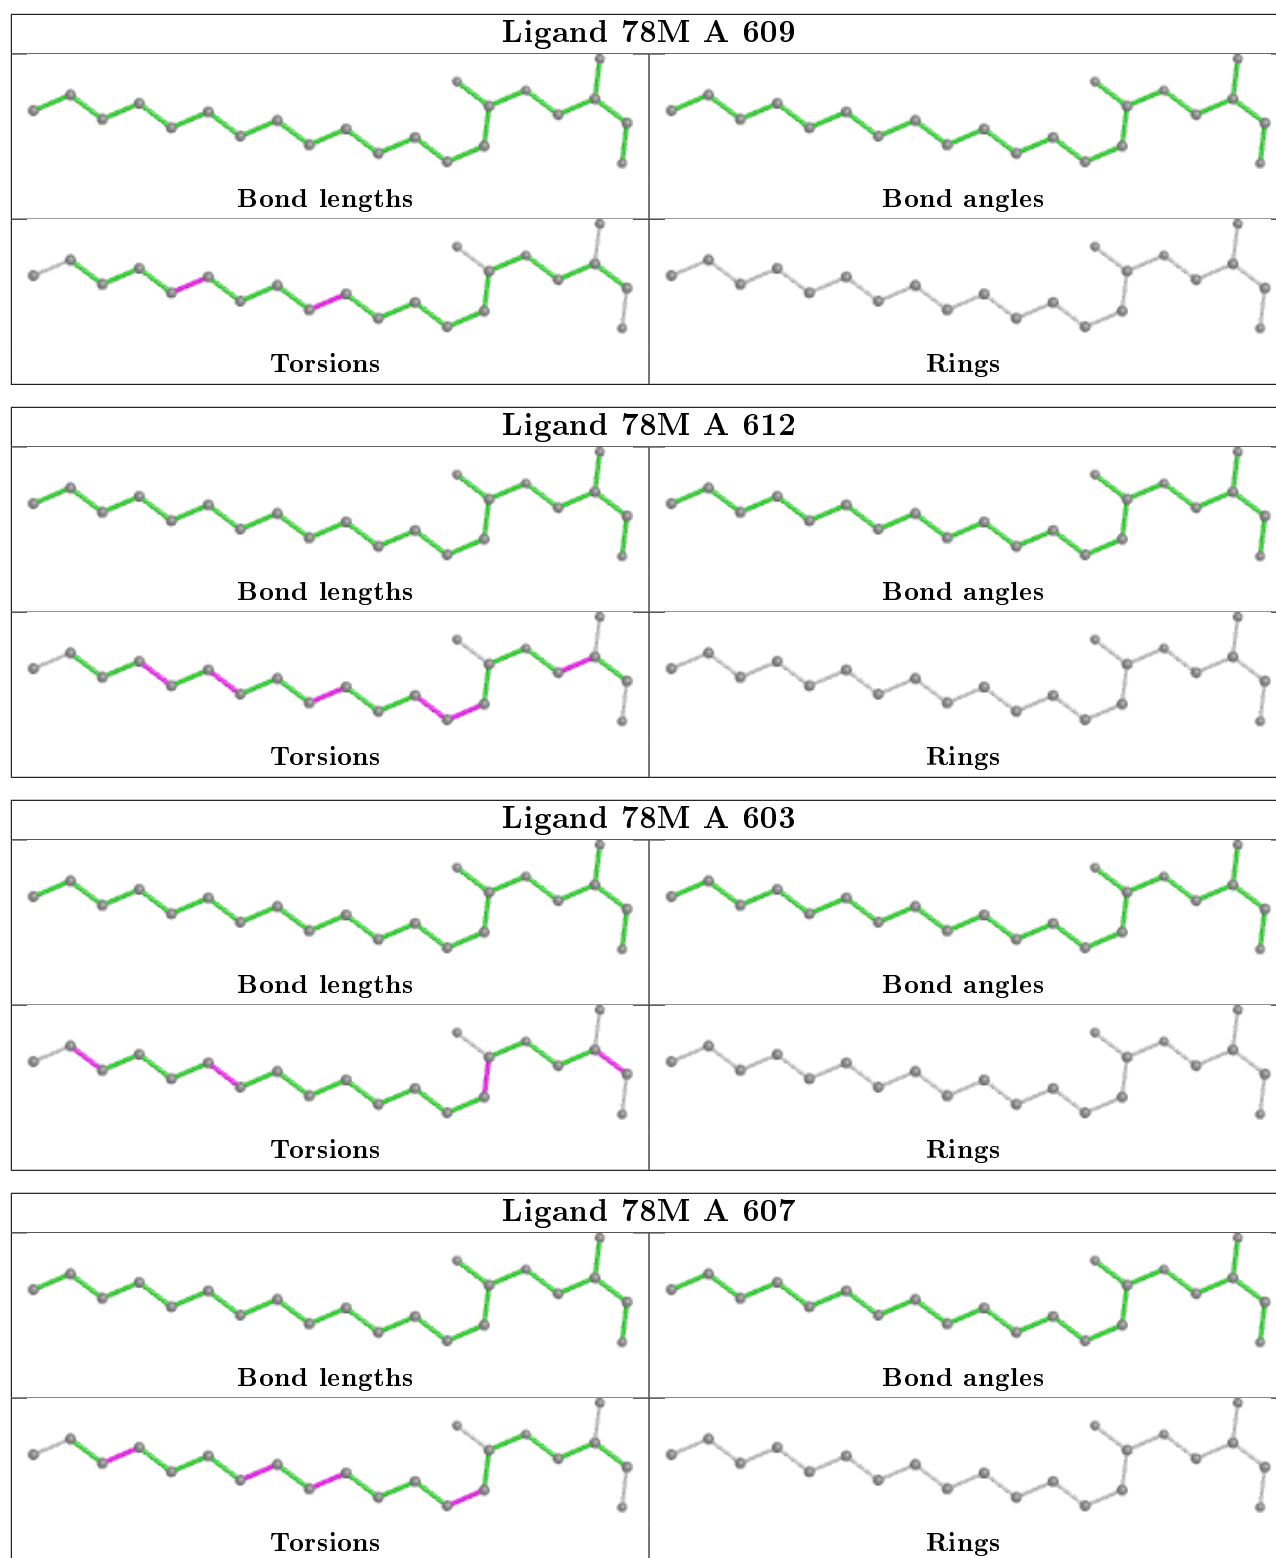 Ligand 78M A 609
Bond lengths Bond angles
Torsions Rings
Ligand 78M A 612
Bond lengths Bond angles
Torsions Rings
Ligand 78M A 603
Bond lengths Bond angles
Torsions Rings
Ligand 78M A 607
Bond lengths Bond angles
Torsions Rings